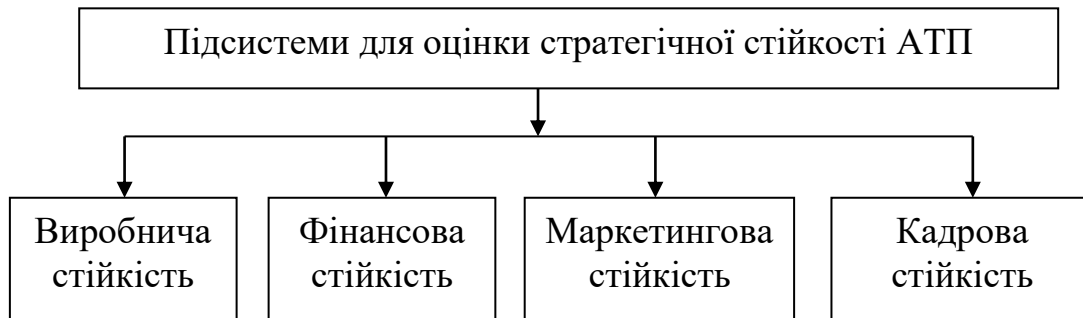 Підсистеми для оцінки стратегічної стійкості АТП
Виробнича
стійкість
Фінансова
стійкість
Маркетингова
стійкість
Кадрова
стійкість